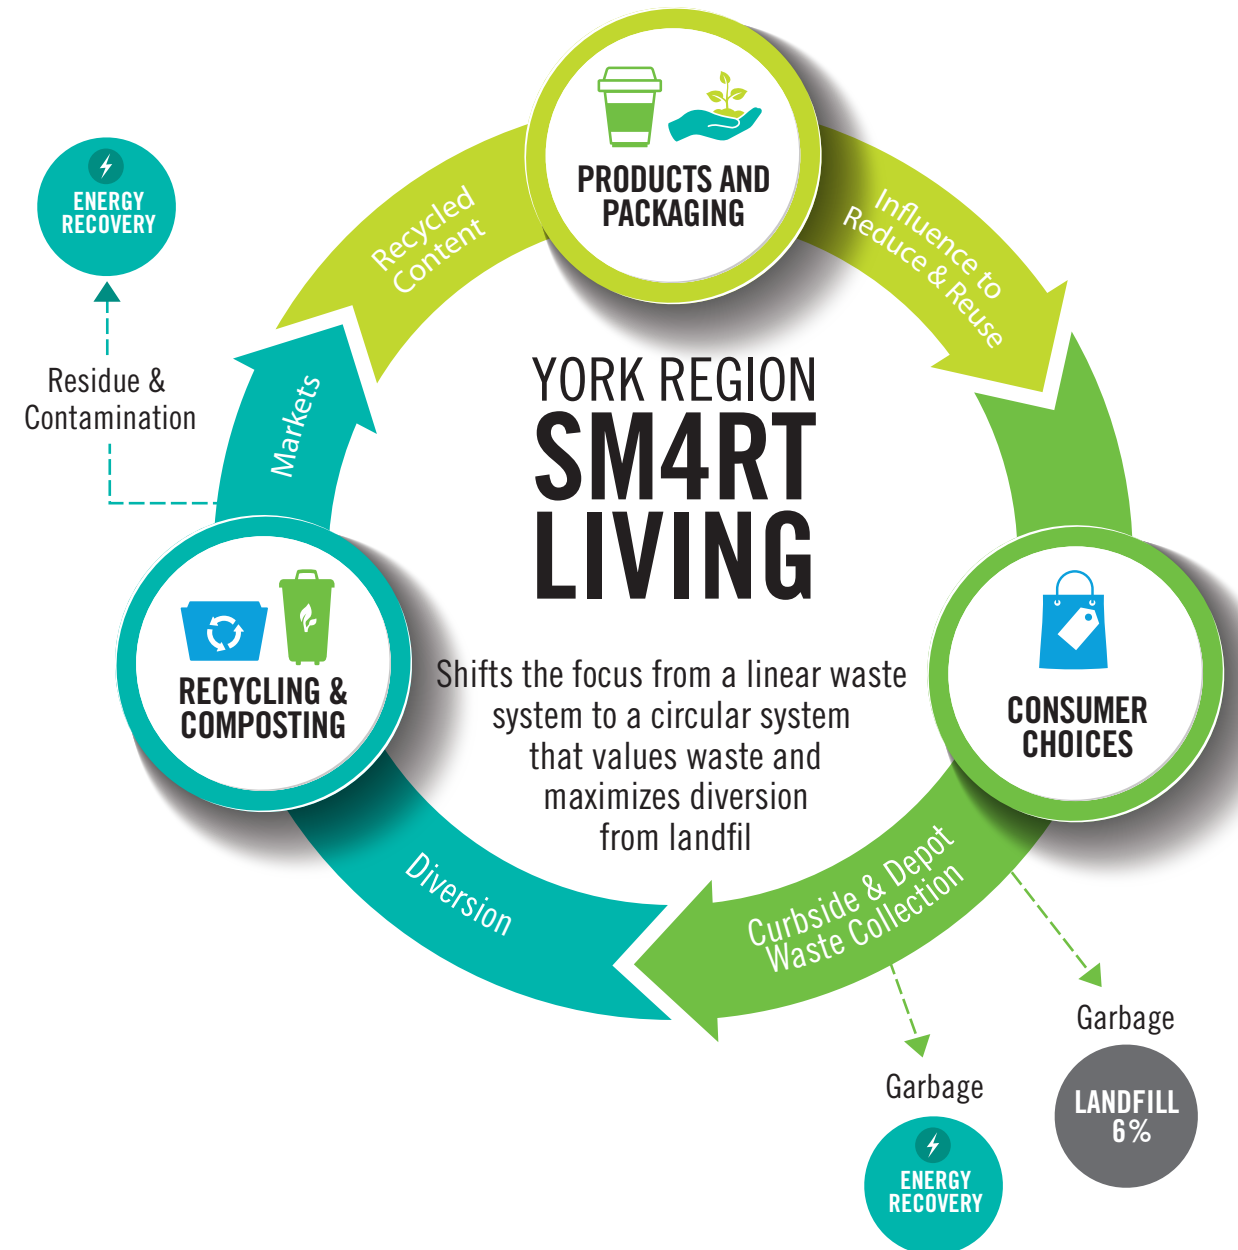 PRODUCTS AND
PACKAGING
Influence to
Reduce & Reuse
Recycled
Content
ENERGY
RECOVERY
Residue &
Contamination
Markets
YORK REGION
SM4RT
LIVING
Shifts the focus from a linear waste
system to a circular system
that values waste and
maximizes diversion
from landfil
RECYCLING &
COMPOSTING
CONSUMER
CHOICES
Diversion
Curbside & Depot
Waste Collection
Garbage
LANDFILL
6%
Garbage
ENERGY
RECOVERY